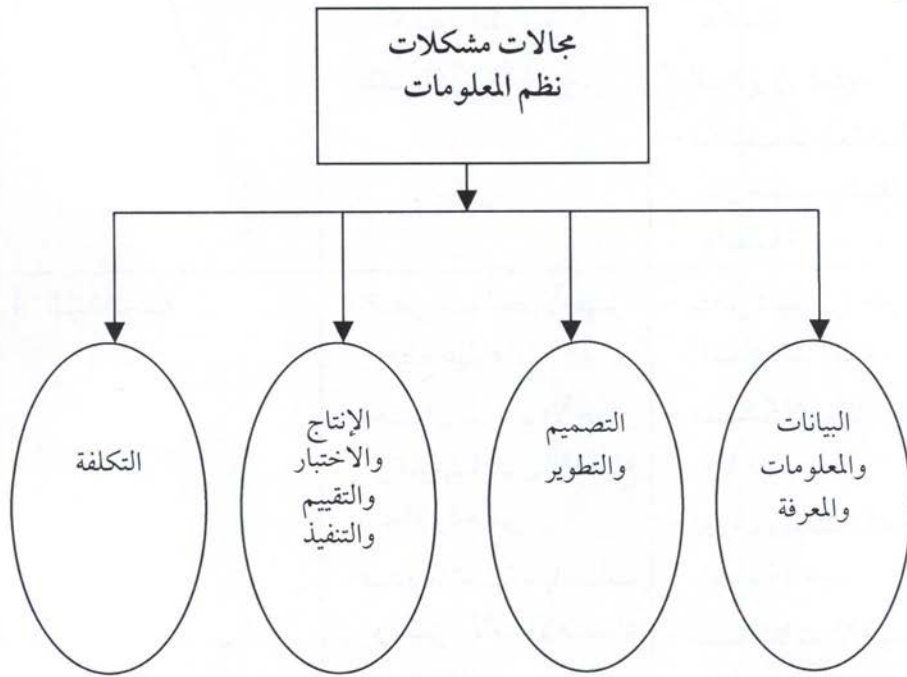 مجالات مشكلات
نظم المعلومات
البيانات
والمعلومات
والمعرفة
التصميم
والتطوير
الإنتاج
والاختبار
والتقييم
والتنفيذ
التكلفة